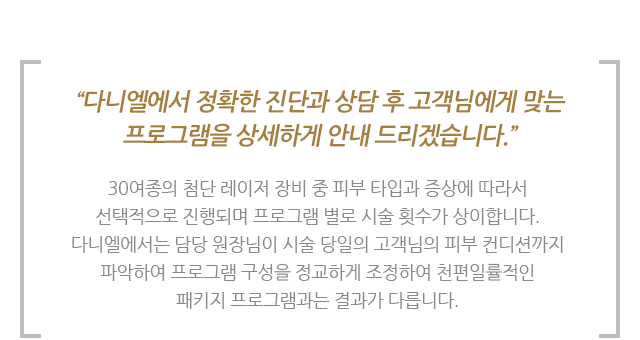 “다니엘에서 정확한 진단과 상담 후 고객님에게 맞는
프로그램을 상세하게 안내 드리겠습니다.”
30여종의 첨단 레이저 장비 중 피부 타입과 증상에 따라서
선택적으로 진행되며 프로그램 별로 시술 횟수가 상이합니다.
다니엘에서는 담당 원장님이 시술 당일의 고객님의 피부 컨디션까지
파악하여 프로그램 구성을 정교하게 조정하여 천편일률적인
패키지 프로그램과는 결과가 다릅니다.